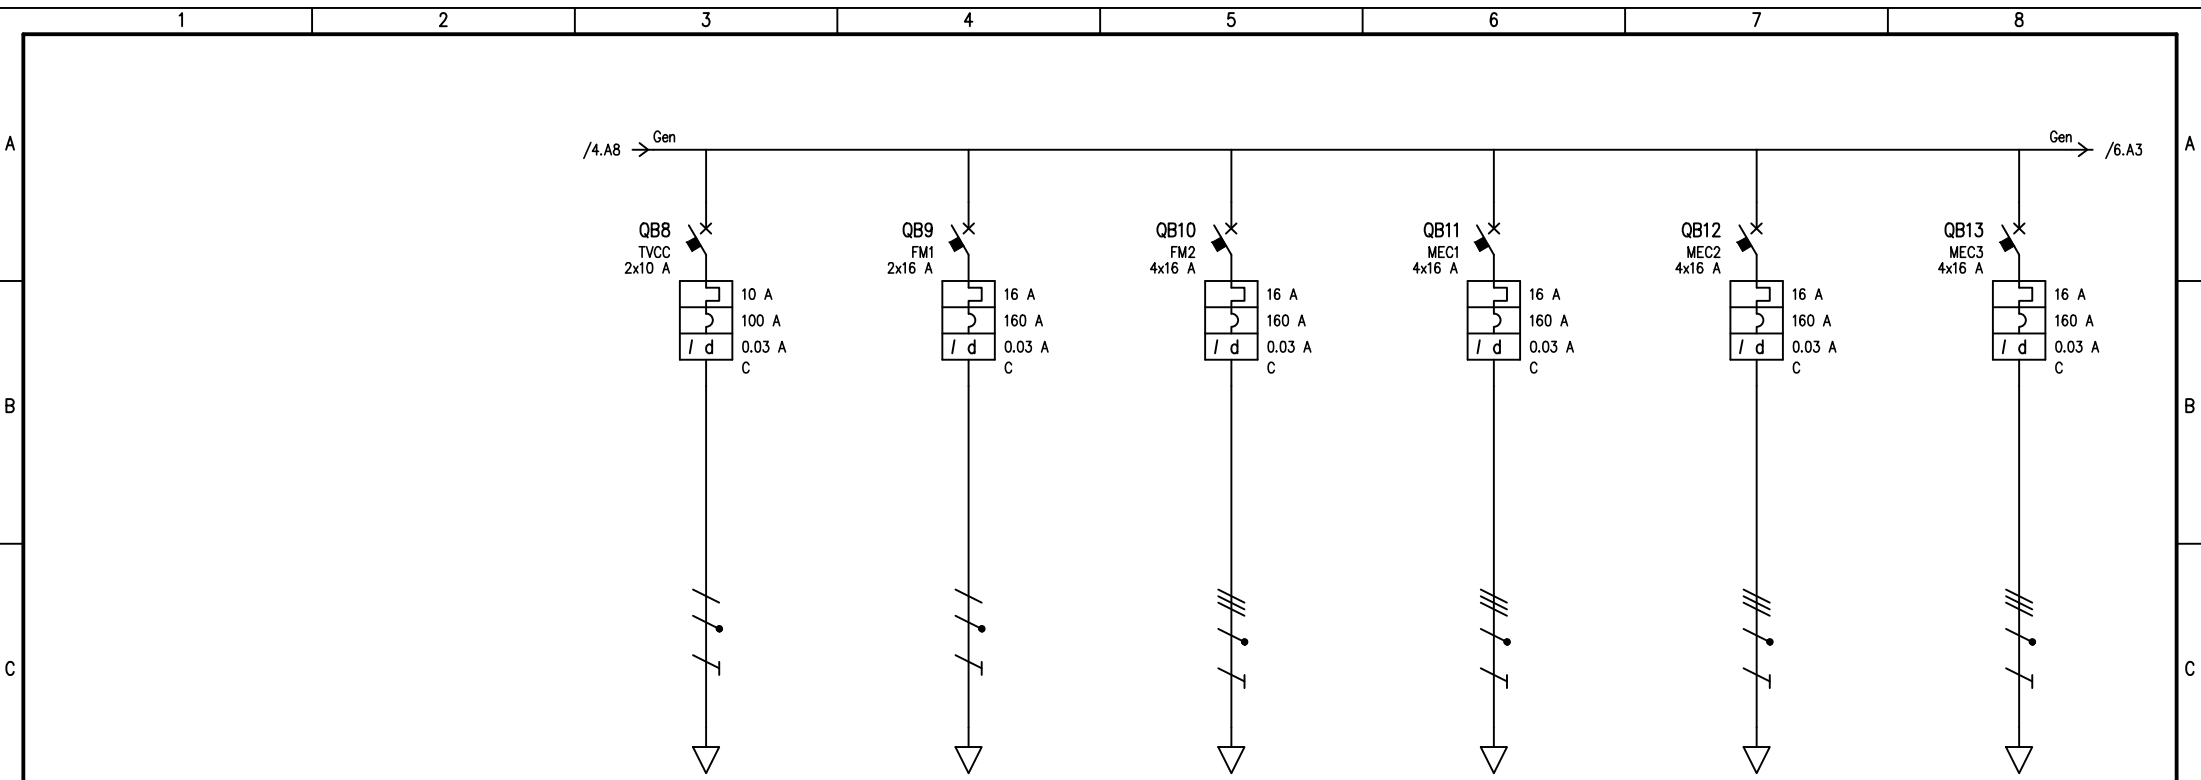 1 2 3 4 5 6 7 8
A A
Gen Gen
/4.A8 /6.A3
QB8 QB9 QB10 QB11 QB12 QB13
TVCC FM1 FM2 MEC1 MEC2 MEC3
2x10 A 2x16 A 4x16 A 4x16 A 4x16 A 4x16 A
10 A 16 A 16 A 16 A 16 A 16 A
100 A 160 A 160 A 160 A 160 A 160 A
I d 0.03 A I d 0.03 A I d 0.03 A I d 0.03 A I d 0.03 A I d 0.03 A
C C C C C C
B B
C C